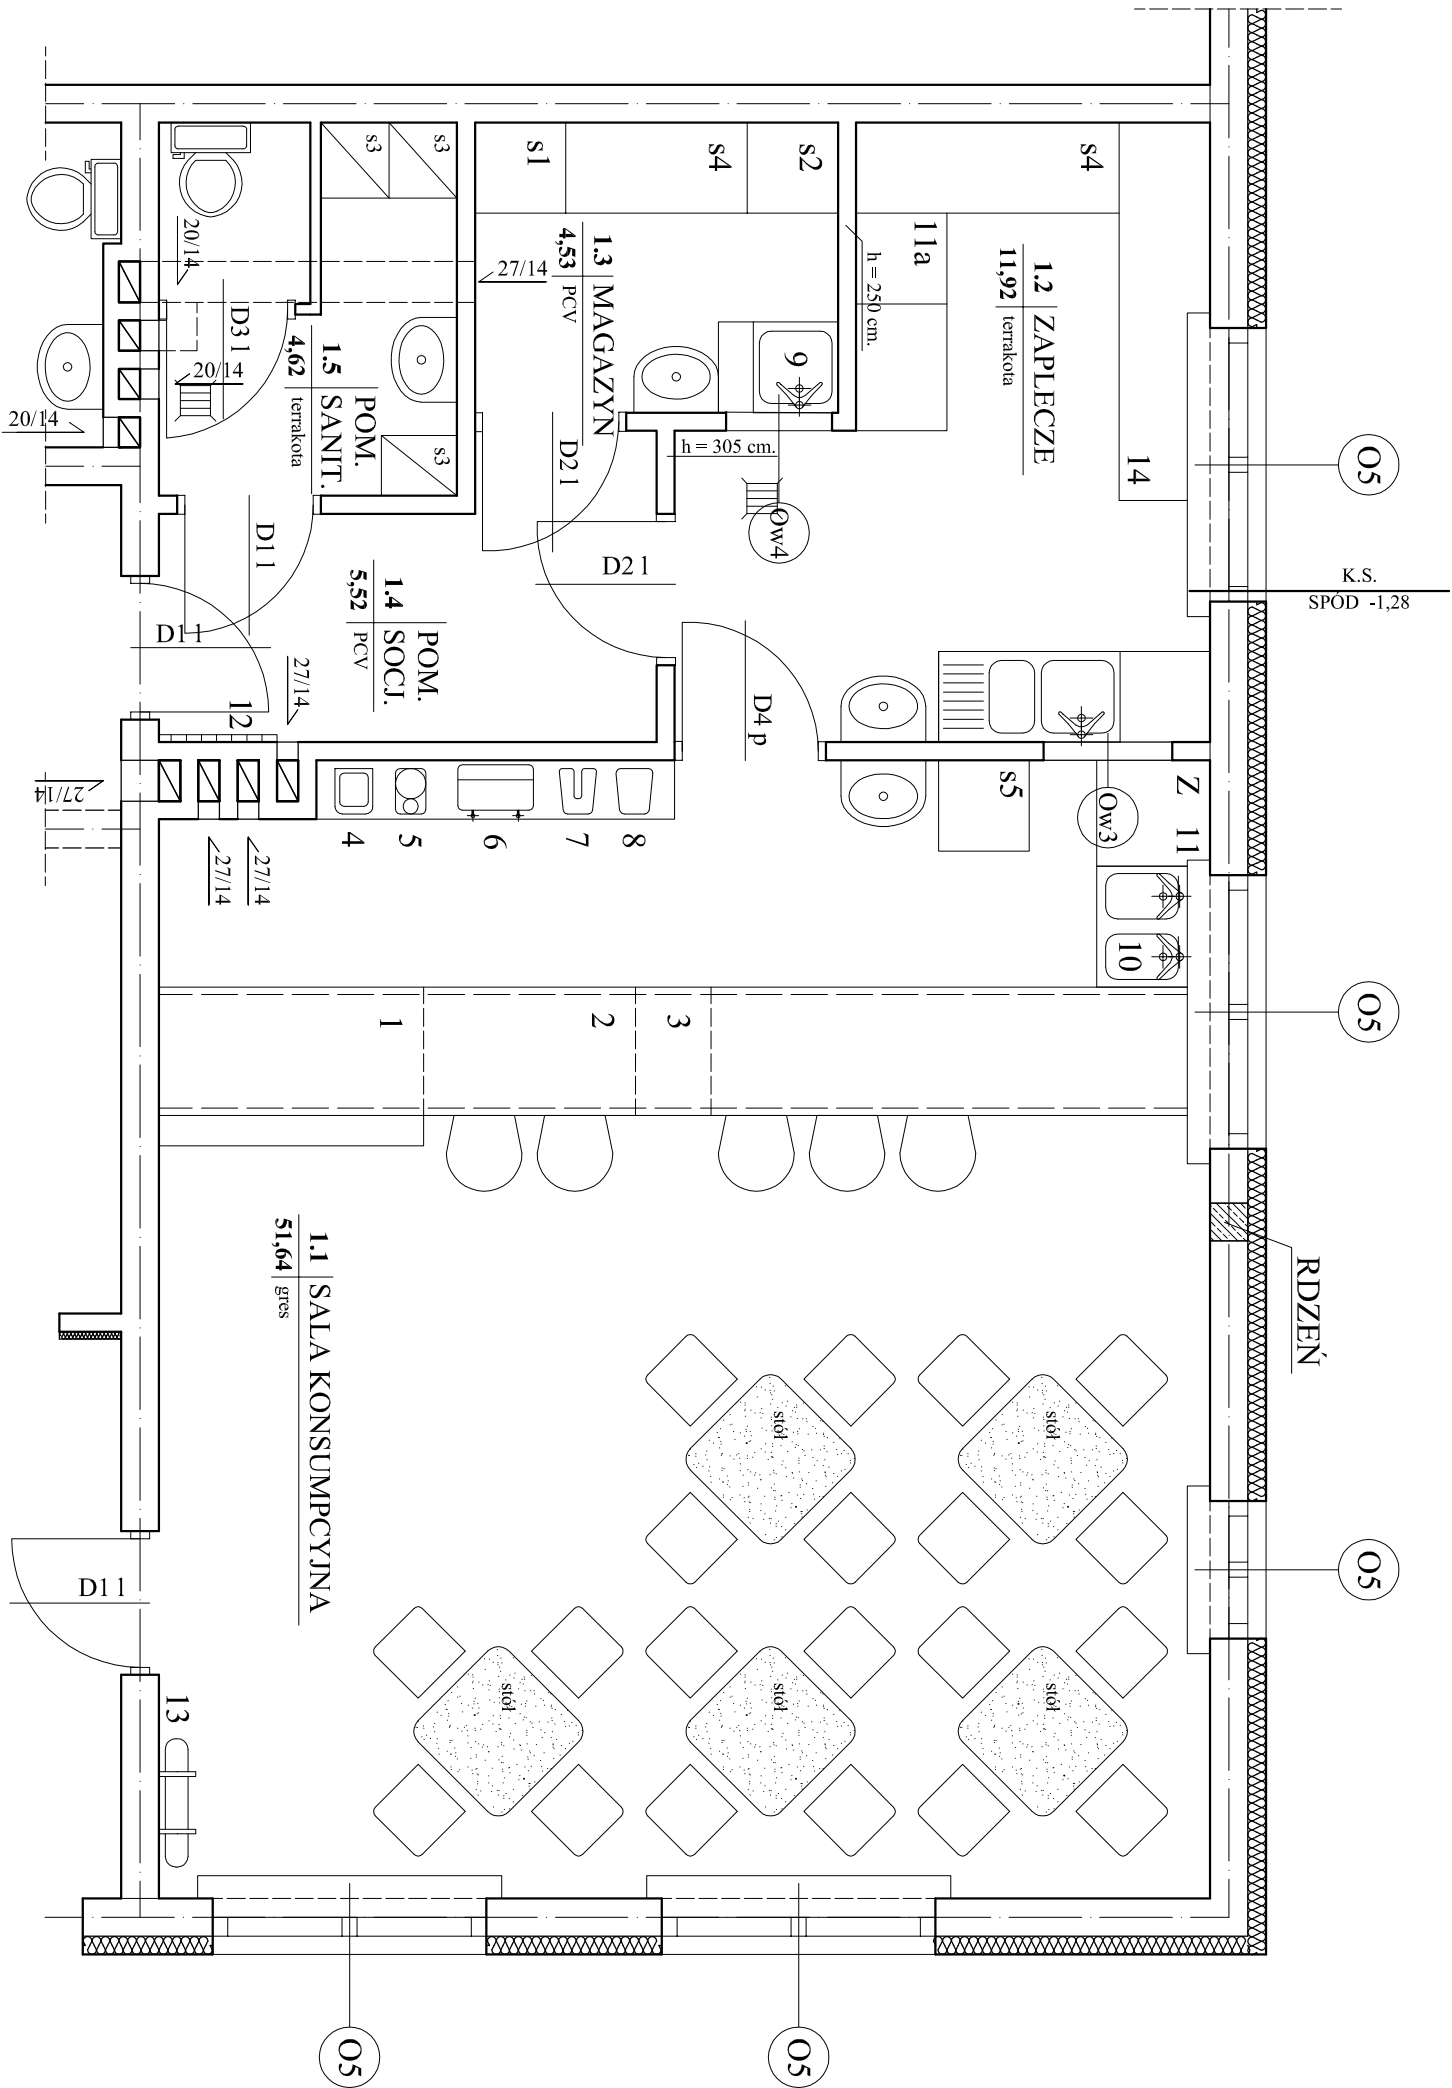 s3
s3
s1
s4
s2
s4
11a
h = 250 cm.
1.2 ZAPLECZE
11,92 terrakota
1.3 MAGAZYN
4,53 PCV
27/14
20/14
D3 l
20/14
20/14
1.5 POM. SANIT.
4,62 terrakota
s3
9
h = 305 cm.
14
O5
K.S.
SPÓD -1,28
Ow4
D2 l
D2 l
D1 l
D1 l
1.4 POM. SOCJ.
5,52 PCV
27/14
12
27/14
27/14
27/14
D4 p
s5
Z 11
Ow3
10
O5
4
5
6
7
8
1
2
3
RDZEŃ
1.1 SALA KONSUMPCYJNA
51,64 gres
stół
stół
stół
stół
stół
O5
D1 l
13
O5
O5